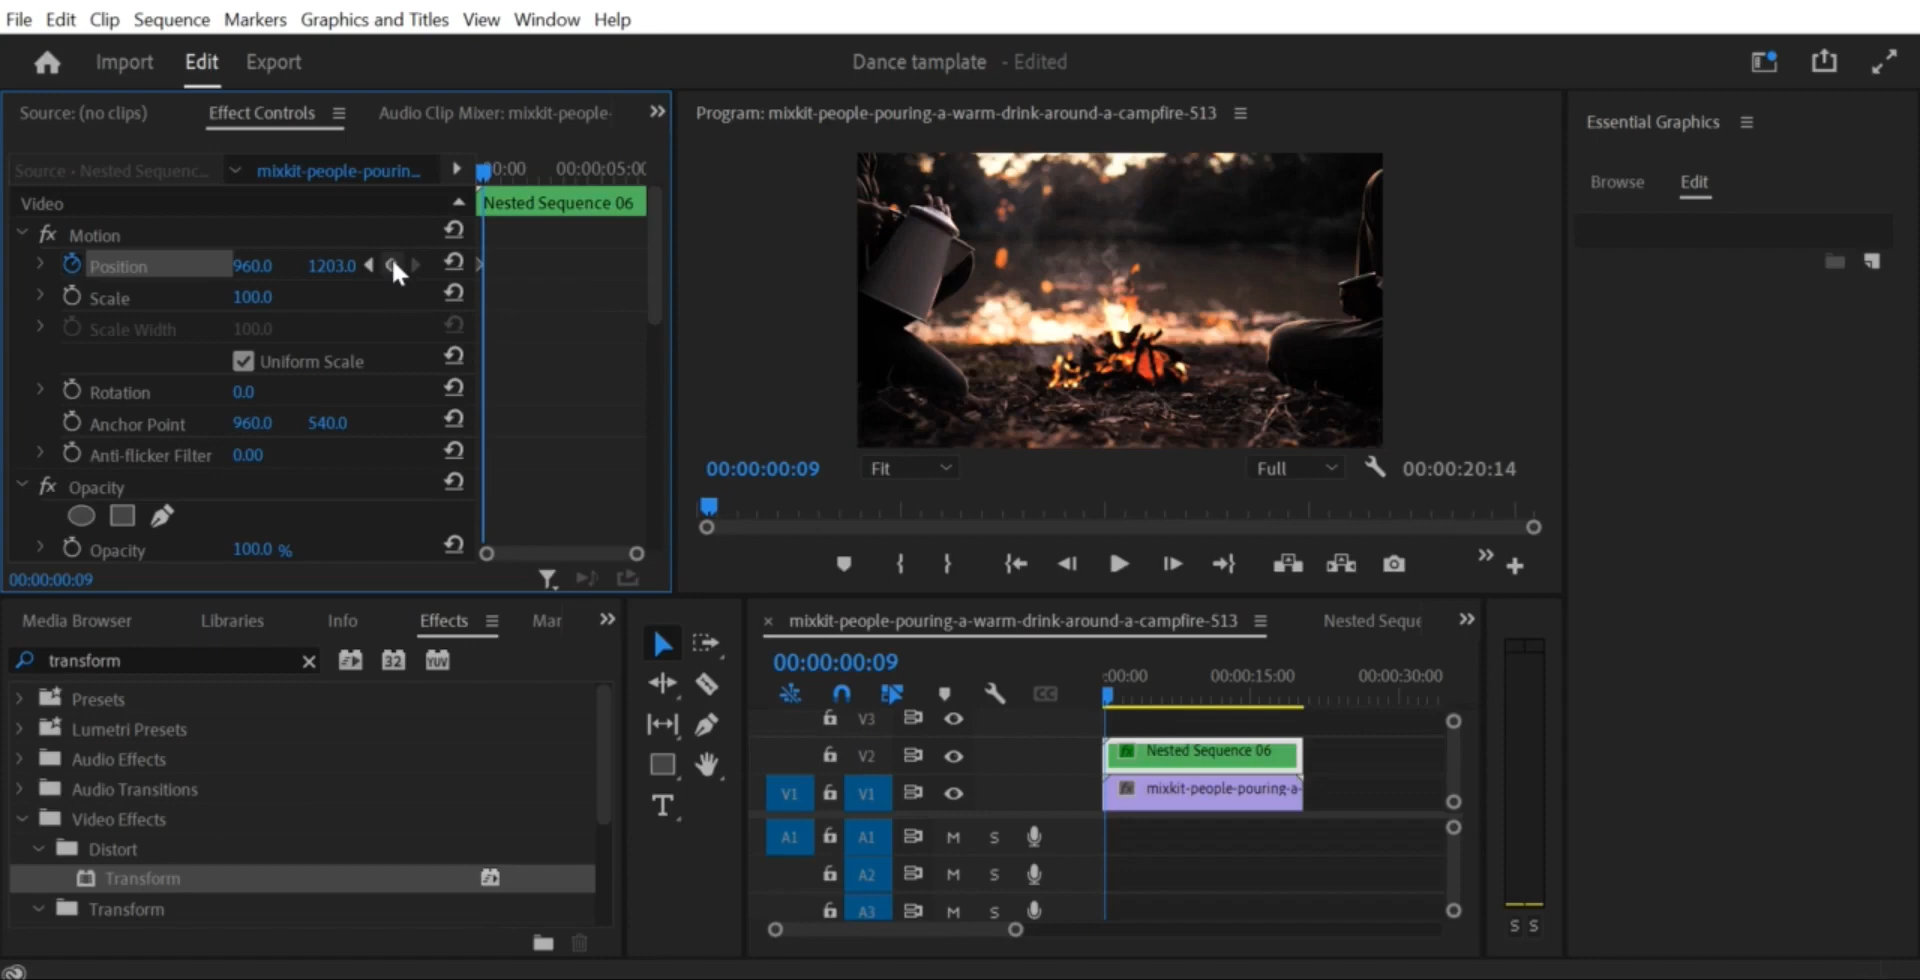 File Edit Clip Sequence Markers Graphics and Titles View Window Help
Import Edit Export Dance tamplate - Edited
Source: (no clips) Effect Controls Audio Clip Mixer: mixkit-people-
Program: mixkit-people-pouring-a-warm-drink-around-a-campfire-513
Essential Graphics
Source · Nested Sequenc... mixkit-people-pourin... 00:00 00:00:05:00
Browse Edit
Video
Nested Sequence 06
fx Motion
Position 960.0 1203.0
Scale 100.0
Scale Width 100.0
Uniform Scale
Rotation 0.0
Anchor Point 960.0 540.0
Anti-flicker Filter 0.00
fx Opacity
Opacity 100.0 %
00:00:00:09
00:00:00:09 Fit Full 00:00:20:14
Media Browser Libraries Info Effects Mar
transform 32 YUV
Presets
Lumetri Presets
Audio Effects
Audio Transitions
Video Effects
Distort
Transform
Transform
T
mixkit-people-pouring-a-warm-drink-around-a-campfire-513 Nested Seque
00:00:00:09 :00:00 00:00:15:00 00:00:30:00
CC
V3
V2 fx Nested Sequence 06
V1 V1 fx mixkit-people-pouring-a-
A1 A1 M S
A2 M S
A3 M S
S S